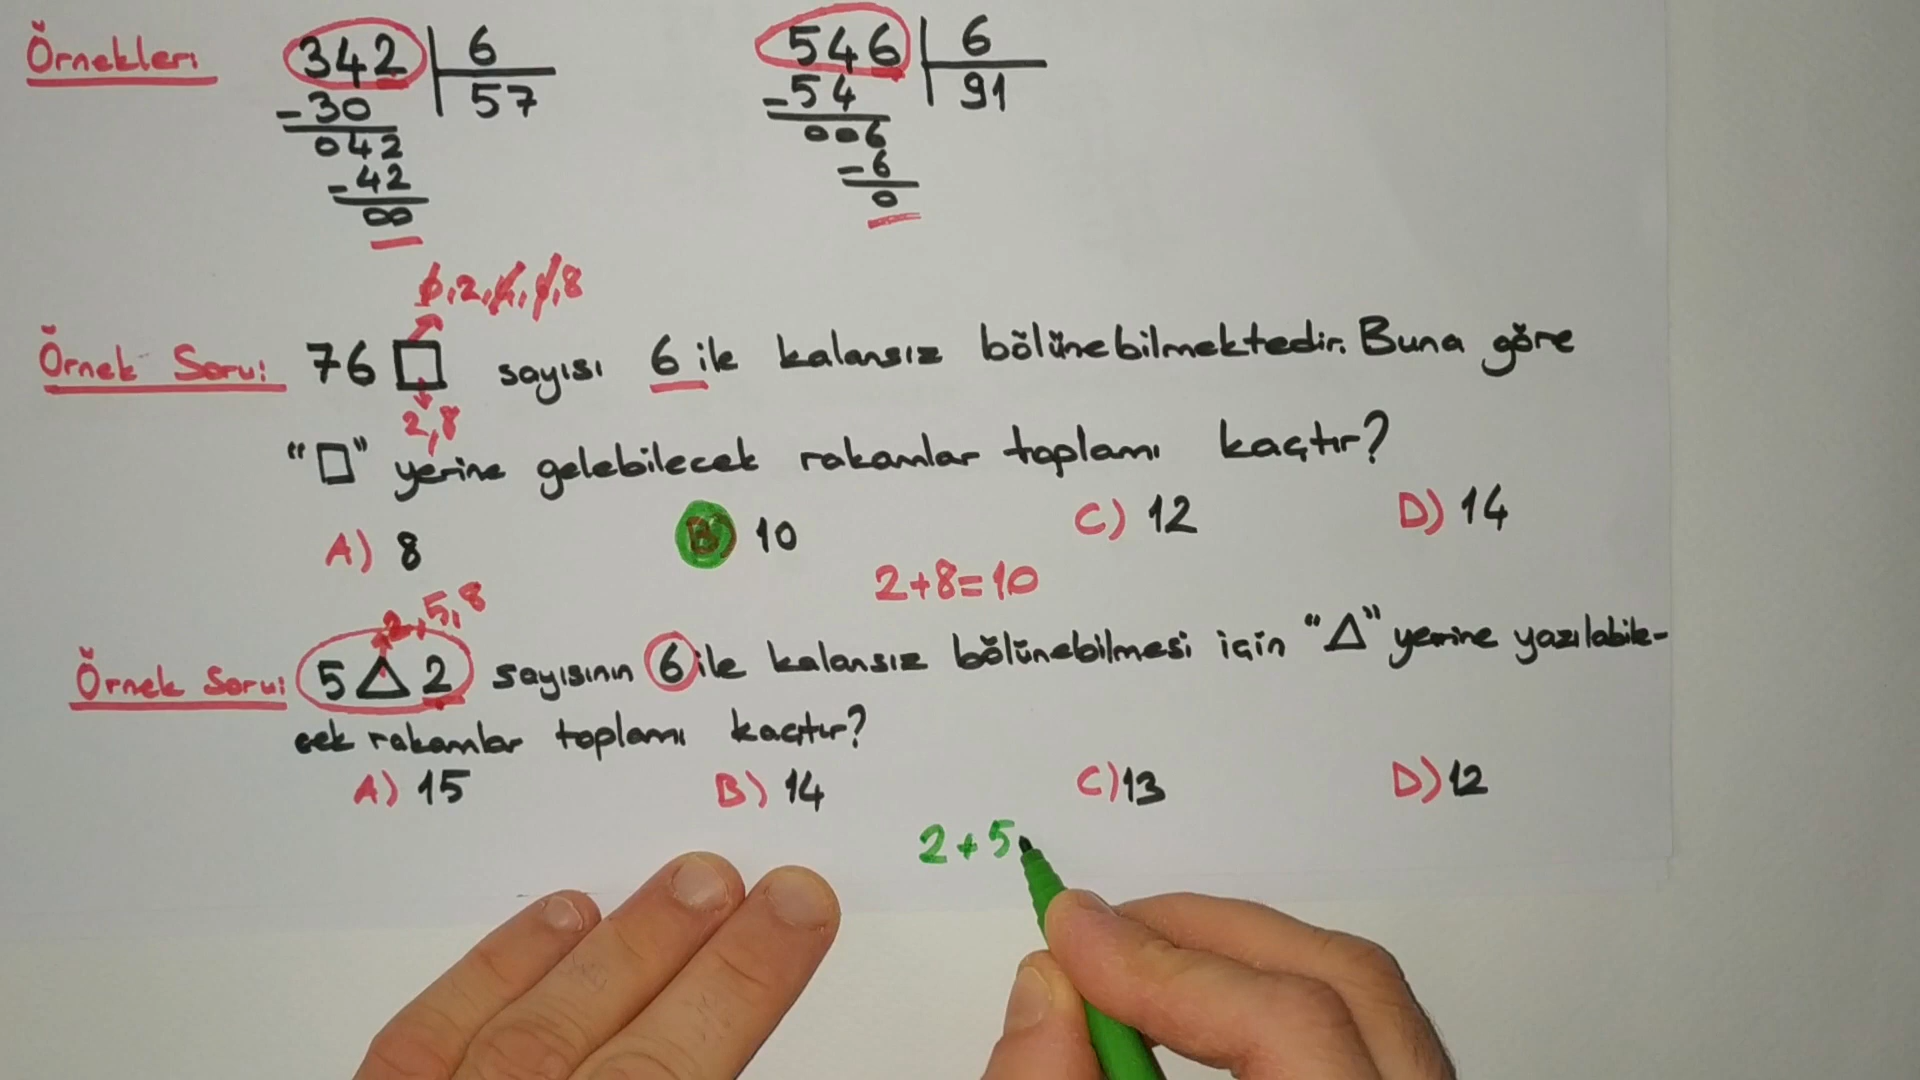 Örnekleri
342 | 6
-30 57
042
-42
00
546 | 6
-54 91
006
-6
0
0,2,4,6,8
Örnek Soru: 76□ sayısı 6 ile kalansız bölünebilmektedir. Buna göre
2,8
"□" yerine gelebilecek rakamlar toplamı kaçtır?
A) 8 B) 10 C) 12 D) 14
2+8=10
2,5,8
Örnek Soru: 5△2 sayısının 6 ile kalansız bölünebilmesi için "△" yerine yazılabile-
cek rakamlar toplamı kaçtır?
A) 15 B) 14 C) 13 D) 12
2+5